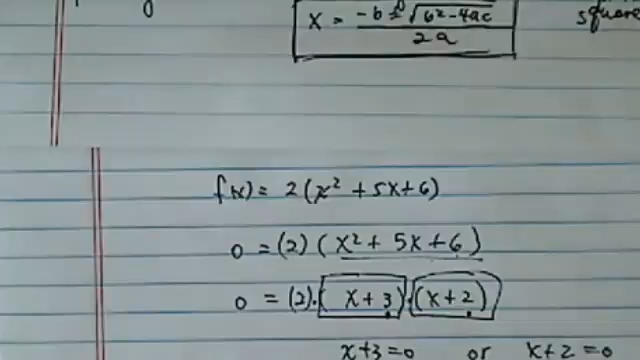 x = -b ± √b² - 4ac / 2a
square
f(x) = 2(x² + 5x + 6)
0 = (2)(x² + 5x + 6)
0 = (2)·(x + 3)·(x + 2)
x + 3 = 0 or x + 2 = 0